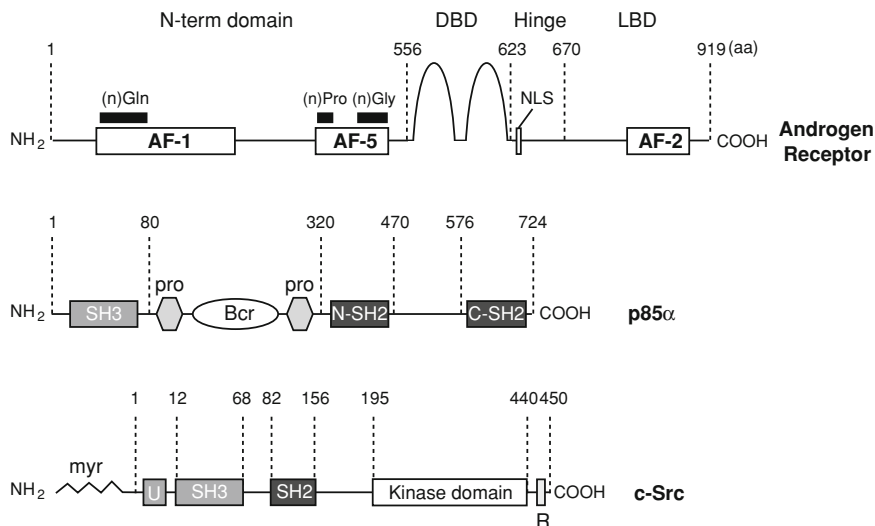 N-term domain DBD Hinge LBD
1 556 623 670 919 (aa)
(n)Gln (n)Pro (n)Gly NLS
NH2 AF-1 AF-5 AF-2 COOH Androgen Receptor
1 80 320 470 576 724
pro pro
NH2 SH3 Bcr N-SH2 C-SH2 COOH p85α
1 12 68 82 156 195 440 450
myr
NH2 U SH3 SH2 Kinase domain COOH c-Src
R